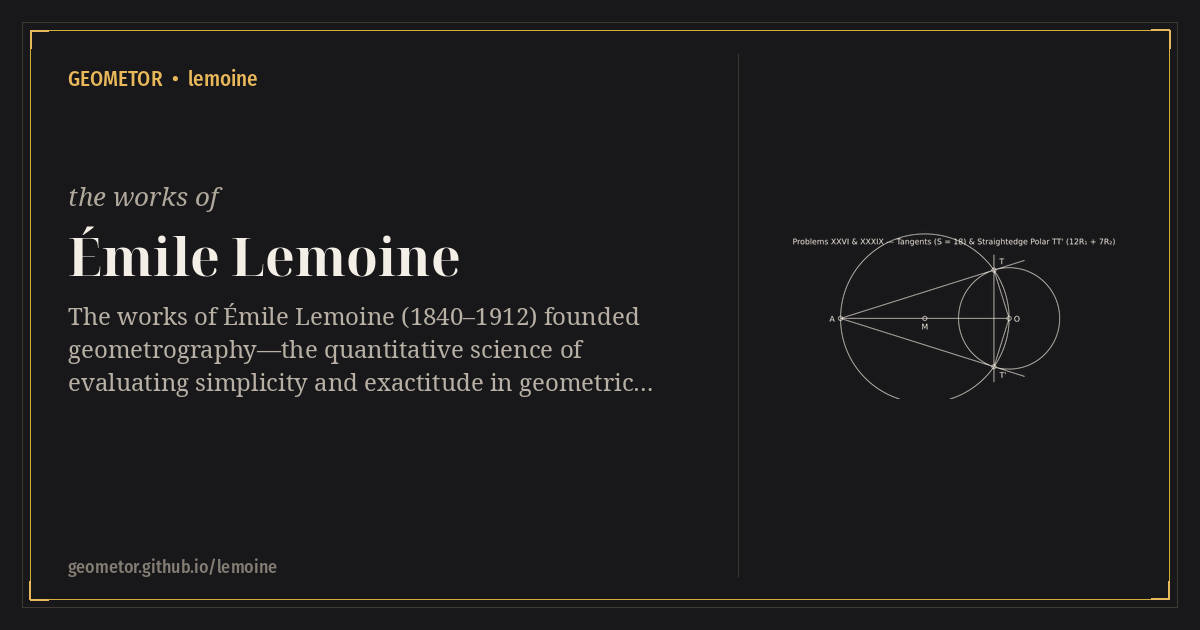 GEOMETOR • lemoine
the works of
Émile Lemoine
The works of Émile Lemoine (1840–1912) founded
geometrography—the quantitative science of
evaluating simplicity and exactitude in geometric...
geometor.github.io/lemoine
Problems XXVI & XXXIX — Tangents (S = 18) & Straightedge Polar TT' (12R₁ + 7R₂)
T
A
M
O
T'